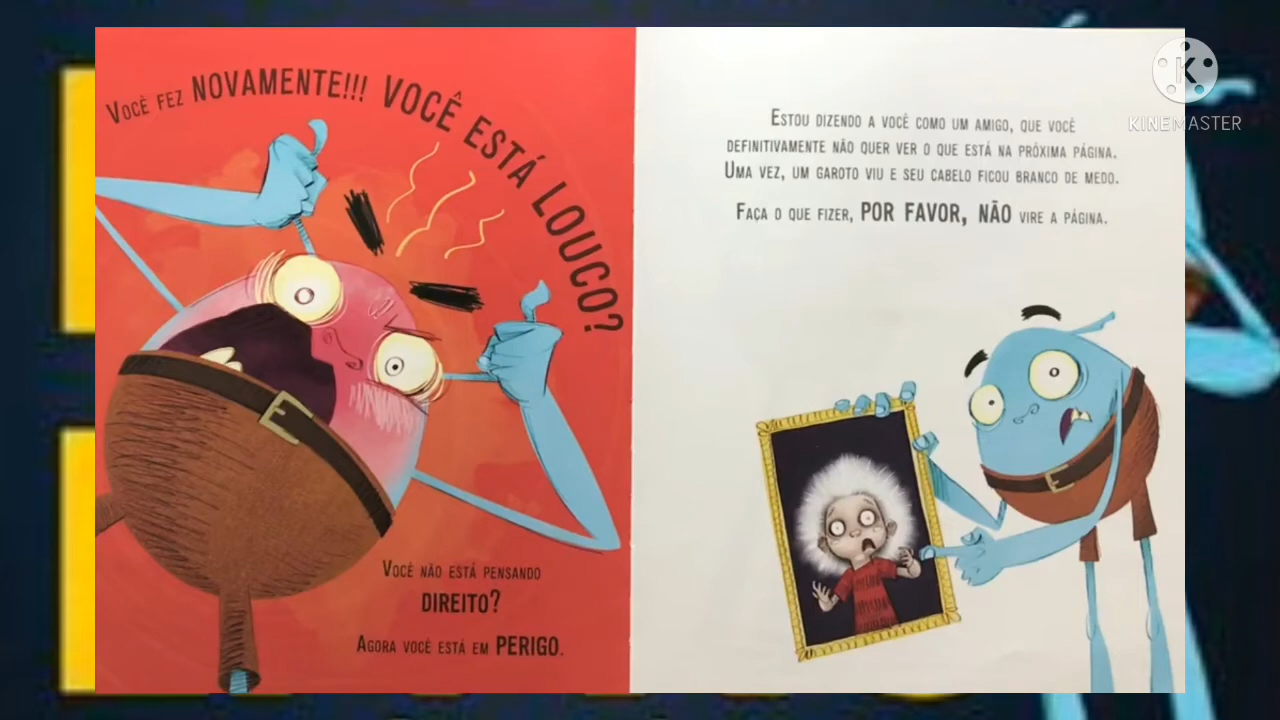 Você fez NOVAMENTE!!! VOCÊ ESTÁ LOUCO?
Você não está pensando
DIREITO?
Agora você está em PERIGO.
Estou dizendo a você como um amigo, que você
definitivamente não quer ver o que está na próxima página.
Uma vez, um garoto viu e seu cabelo ficou branco de medo.
Faça o que fizer, POR FAVOR, NÃO vire a página.
KINEMASTER